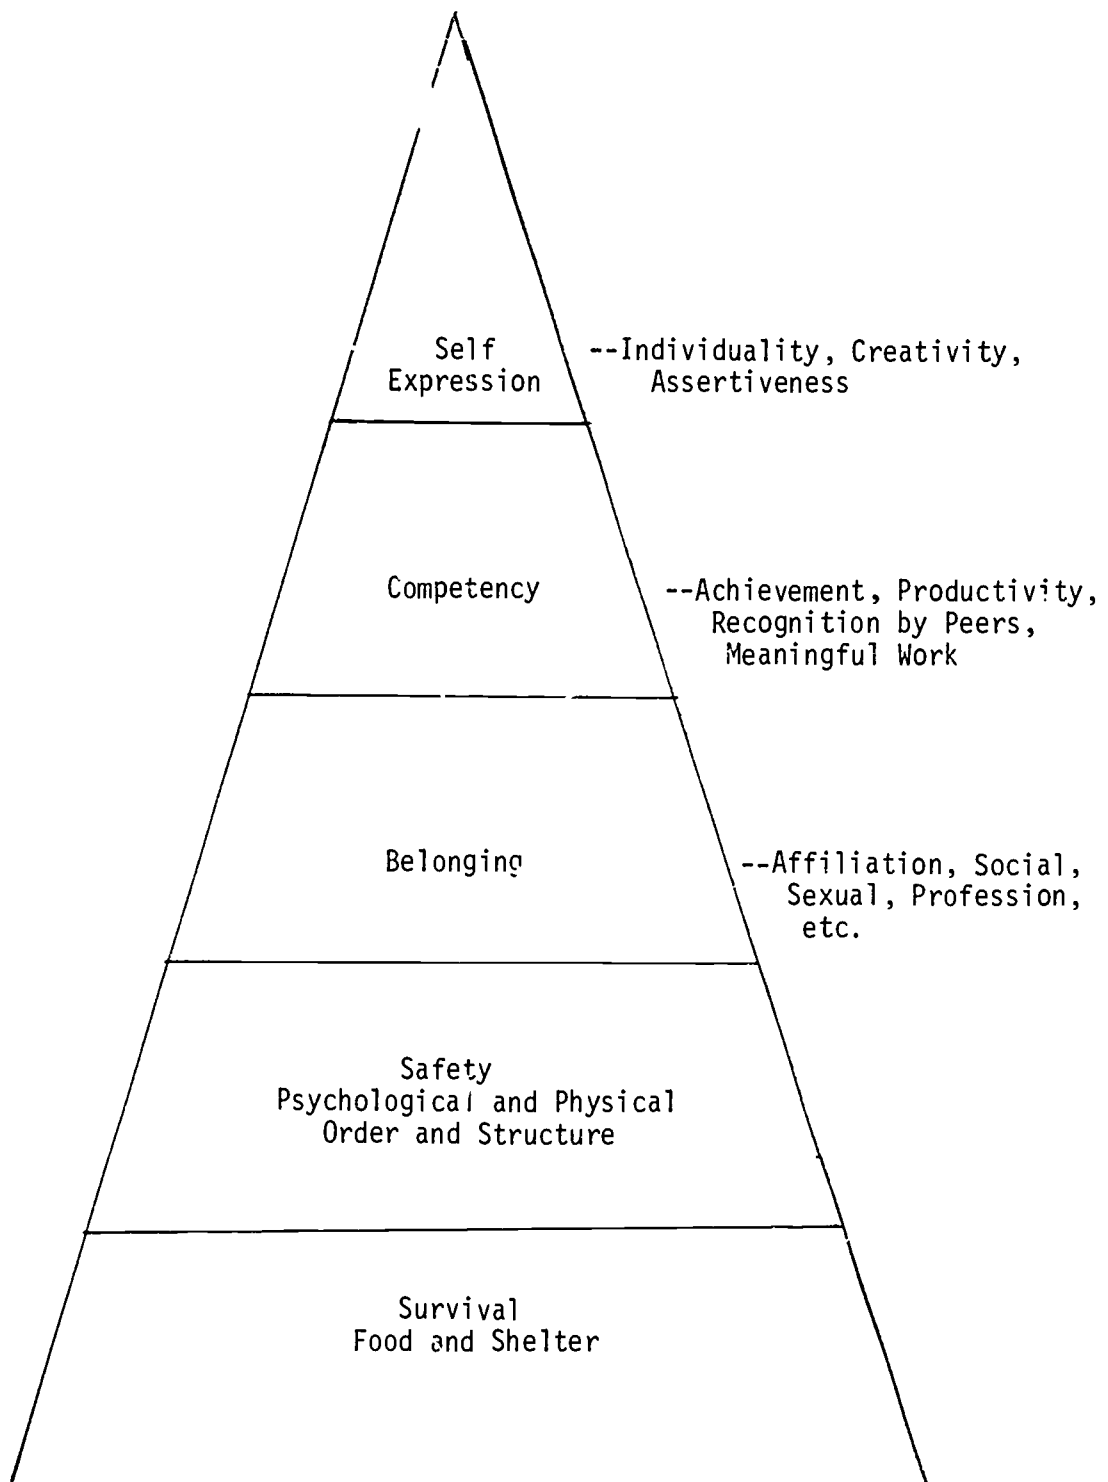 Self
Expression
--Individuality, Creativity,
Assertiveness
Competency
--Achievement, Productivity,
Recognition by Peers,
Meaningful Work
Belonging
--Affiliation, Social,
Sexual, Profession,
etc.
Safety
Psychological and Physical
Order and Structure
Survival
Food and Shelter